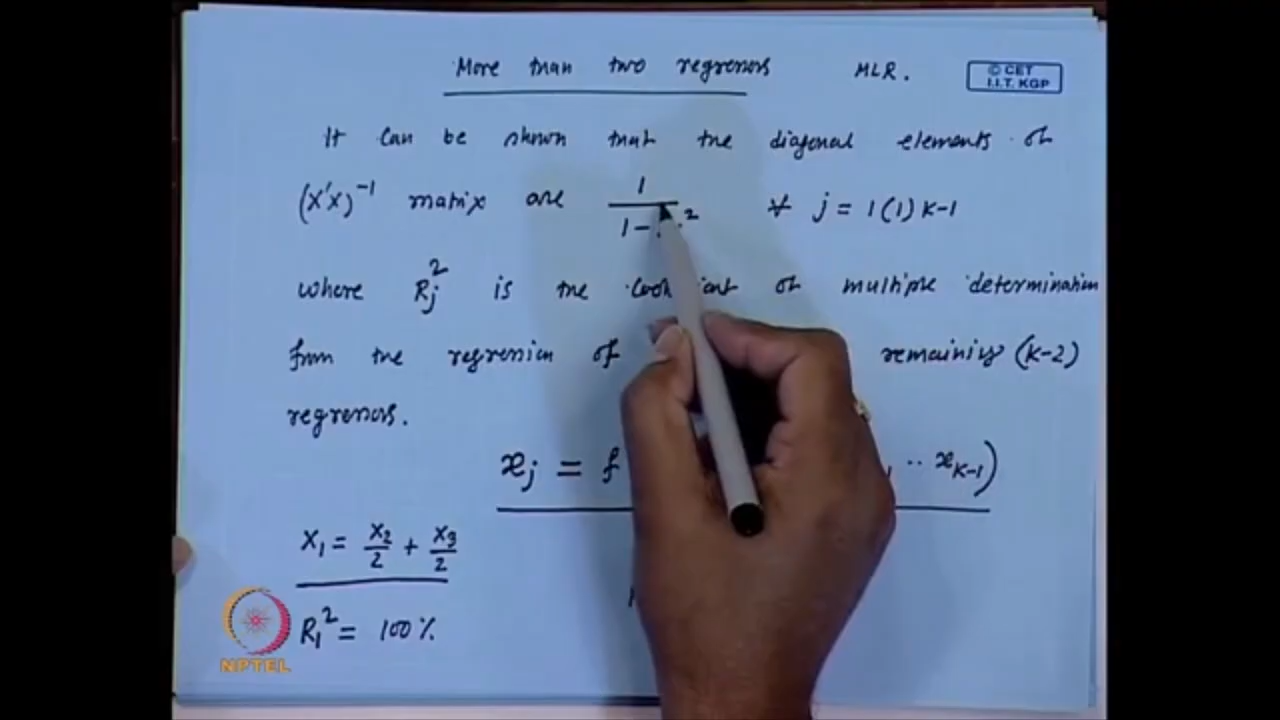 More than two regressors MLR.
© CET
I.I.T. KGP
It can be shown that the diagonal elements of
(X'X)⁻¹ matrix are 1/1- ² ∀ j = 1(1)K-1
where Rj² is the of multiple determination
from the regression of remaining (K-2)
regressors.
xj = f ·· xK-1)
X1 = X2/2 + X3/2
R1² = 100%
NPTEL